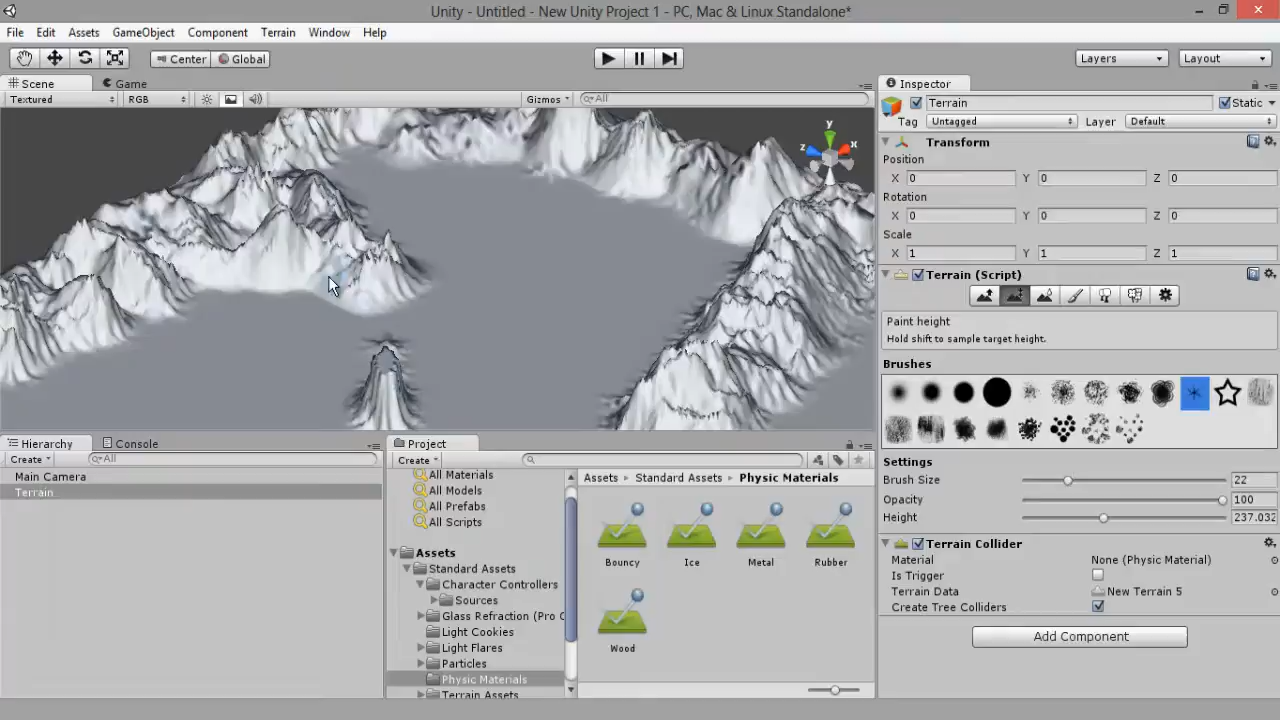 Unity - Untitled - New Unity Project 1 - PC, Mac & Linux Standalone*
File Edit Assets GameObject Component Terrain Window Help
Center Global Layers Layout
Scene Game Inspector
Textured RGB Gizmos All
Terrain Static
Tag Untagged Layer Default
y
z x
Transform
Position
X 0 Y 0 Z 0
Rotation
X 0 Y 0 Z 0
Scale
X 1 Y 1 Z 1
Terrain (Script)
Paint height
Hold shift to sample target height.
Brushes
Settings
Brush Size 22
Opacity 100
Height 237.032
Terrain Collider
Material None (Physic Material)
Is Trigger
Terrain Data New Terrain 5
Create Tree Colliders
Add Component
Hierarchy Console
Create All
Main Camera
Terrain
Project
Create
All Materials
All Models
All Prefabs
All Scripts
Assets
Standard Assets
Character Controllers
Sources
Glass Refraction (Pro
Light Cookies
Light Flares
Particles
Physic Materials
Terrain Assets
Assets Standard Assets Physic Materials
Bouncy Ice Metal Rubber
Wood